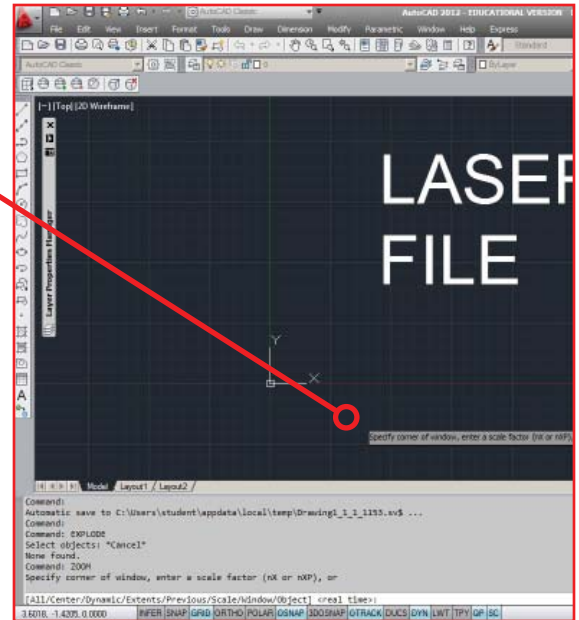 AutoCAD Classic AutoCAD 2013 - EDUCATIONAL VERSION
File Edit View Insert Format Tools Draw Dimension Modify Parametric Window Help Express
Standard
AutoCAD Classic 0 ByLayer
[-] [Top] [2D Wireframe]
Layer Properties Manager
LASER
FILE
Y
X
Specify corner of window, enter a scale factor (nX or nXP),
Model Layout1 Layout2
Command:
Automatic save to C:\Users\student\appdata\local\temp\Drawing1_1_1_1153.sv$ ...
Command:
Command: EXPLODE
Select objects: *Cancel*
None found.
Command: ZOOM
Specify corner of window, enter a scale factor (nX or nXP), or
[All/Center/Dynamic/Extents/Previous/Scale/Window/Object] <real time>:
3.6018, -1.4205, 0.0000 INFER SNAP GRID ORTHO POLAR OSNAP 3DOSNAP OTRACK DUCS DYN LWT TPY QP SC